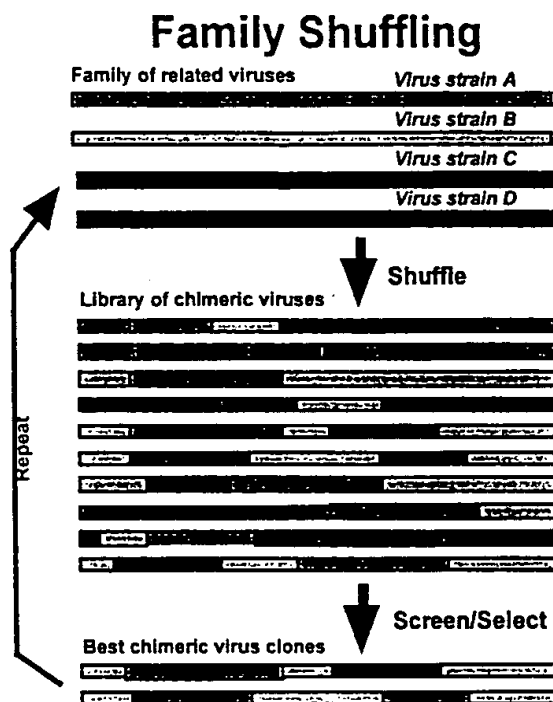 Family Shuffling
Family of related viruses
Virus strain A
Virus strain B
Virus strain C
Virus strain D
Shuffle
Library of chimeric viruses
Repeat
Screen/Select
Best chimeric virus clones